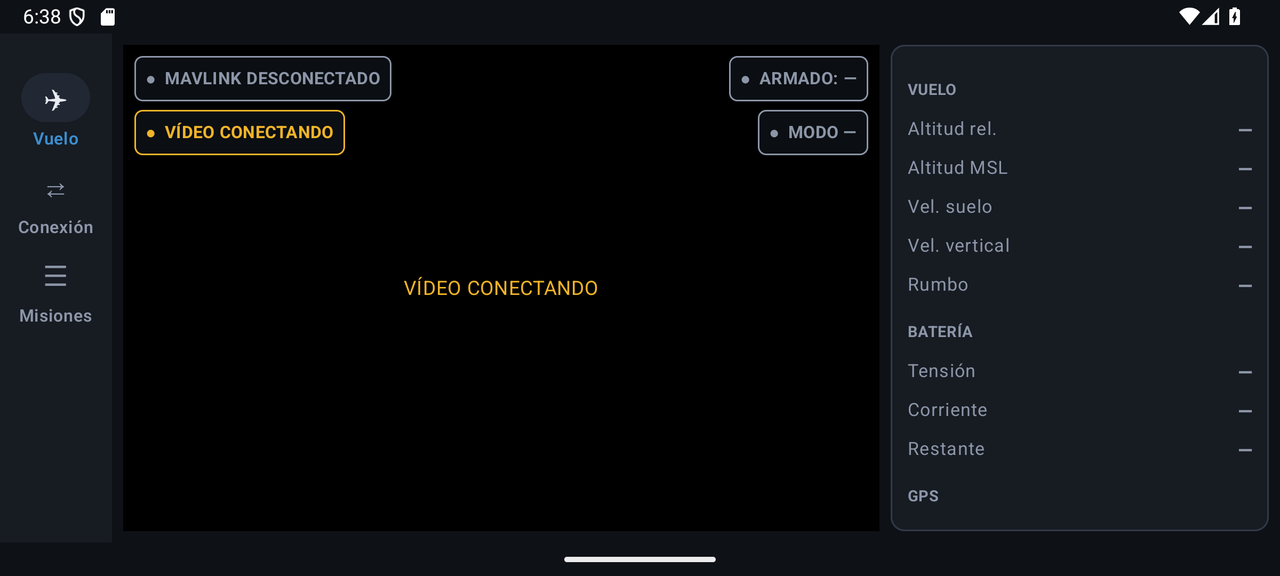 6:38
Vuelo
Conexión
Misiones
MAVLINK DESCONECTADO
VÍDEO CONECTANDO
ARMADO: —
MODO —
VÍDEO CONECTANDO
VUELO
Altitud rel. —
Altitud MSL —
Vel. suelo —
Vel. vertical —
Rumbo —
BATERÍA
Tensión —
Corriente —
Restante —
GPS